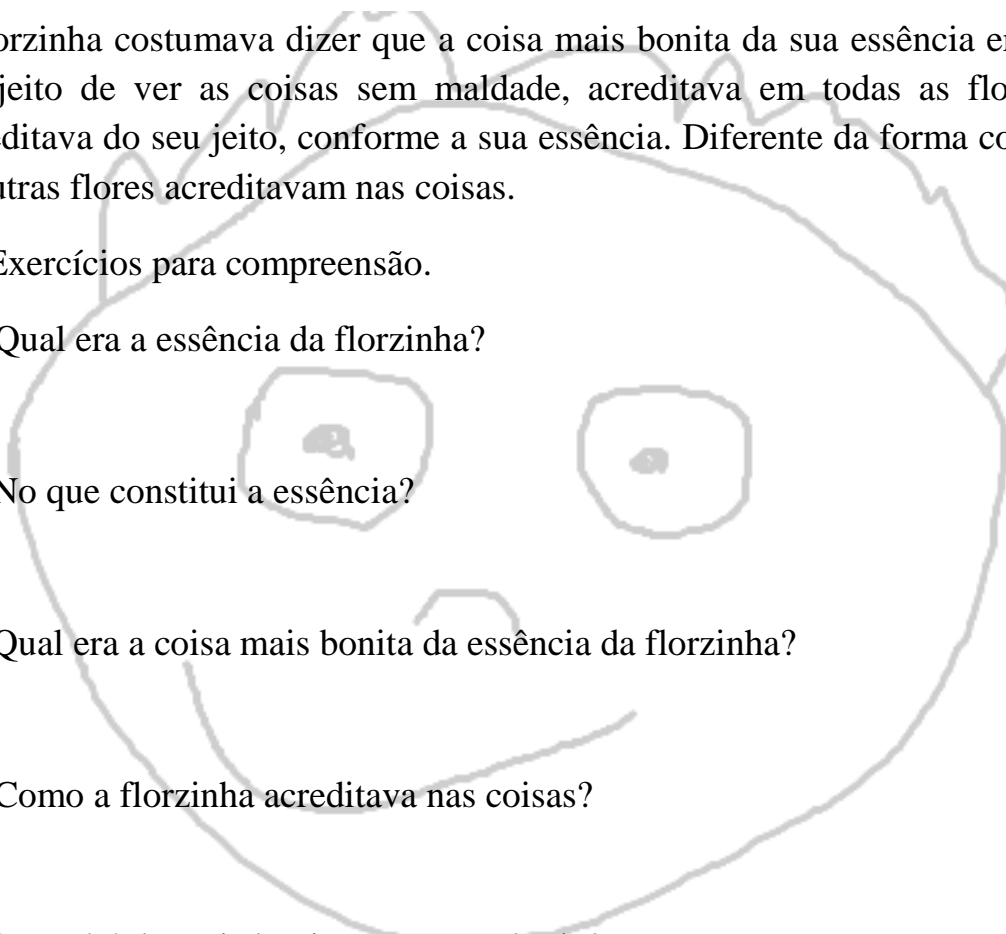 orzinha costumava dizer que a coisa mais bonita da sua essência e
jeito de ver as coisas sem maldade, acreditava em todas as flo
editava do seu jeito, conforme a sua essência. Diferente da forma co
utras flores acreditavam nas coisas.
Exercícios para compreensão.
Qual era a essência da florzinha?
No que constitui a essência?
Qual era a coisa mais bonita da essência da florzinha?
Como a florzinha acreditava nas coisas?